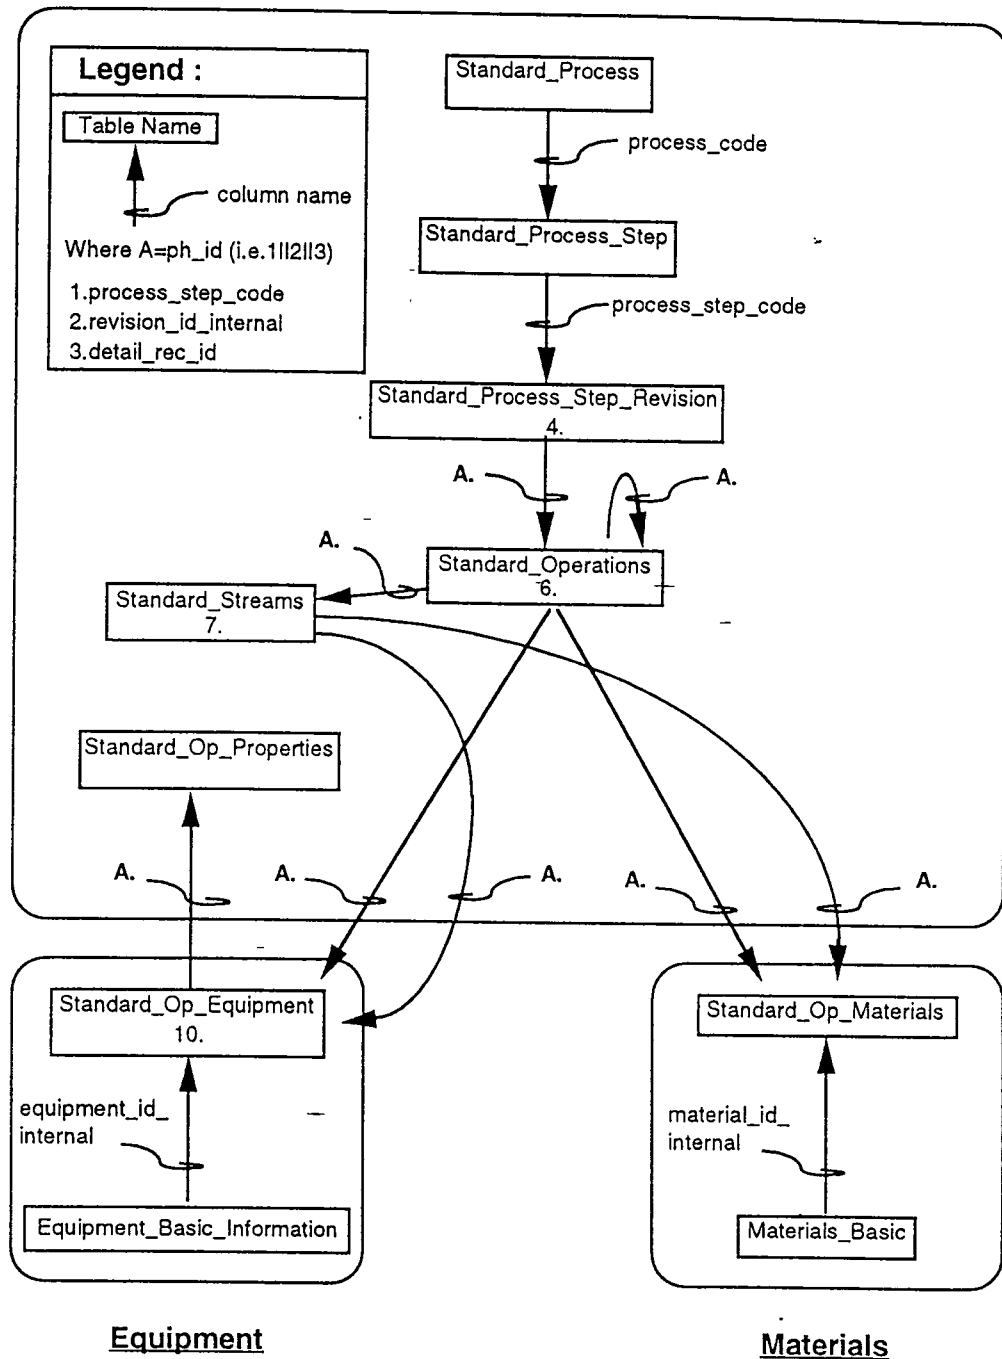 Legend :
Table Name
column name
Where A=ph_id (i.e.1||2||3)
1.process_step_code
2.revision_id_internal
3.detail_rec_id
Standard_Process
process_code
Standard_Process_Step
process_step_code
Standard_Process_Step_Revision
4.
A.
A.
A.
Standard_Operations
6.
Standard_Streams
7.
Standard_Op_Properties
A.
A.
A.
A.
A.
Standard_Op_Equipment
10.
Standard_Op_Materials
equipment_id_
internal
material_id_
internal
Equipment_Basic_Information
Materials_Basic
Equipment
Materials